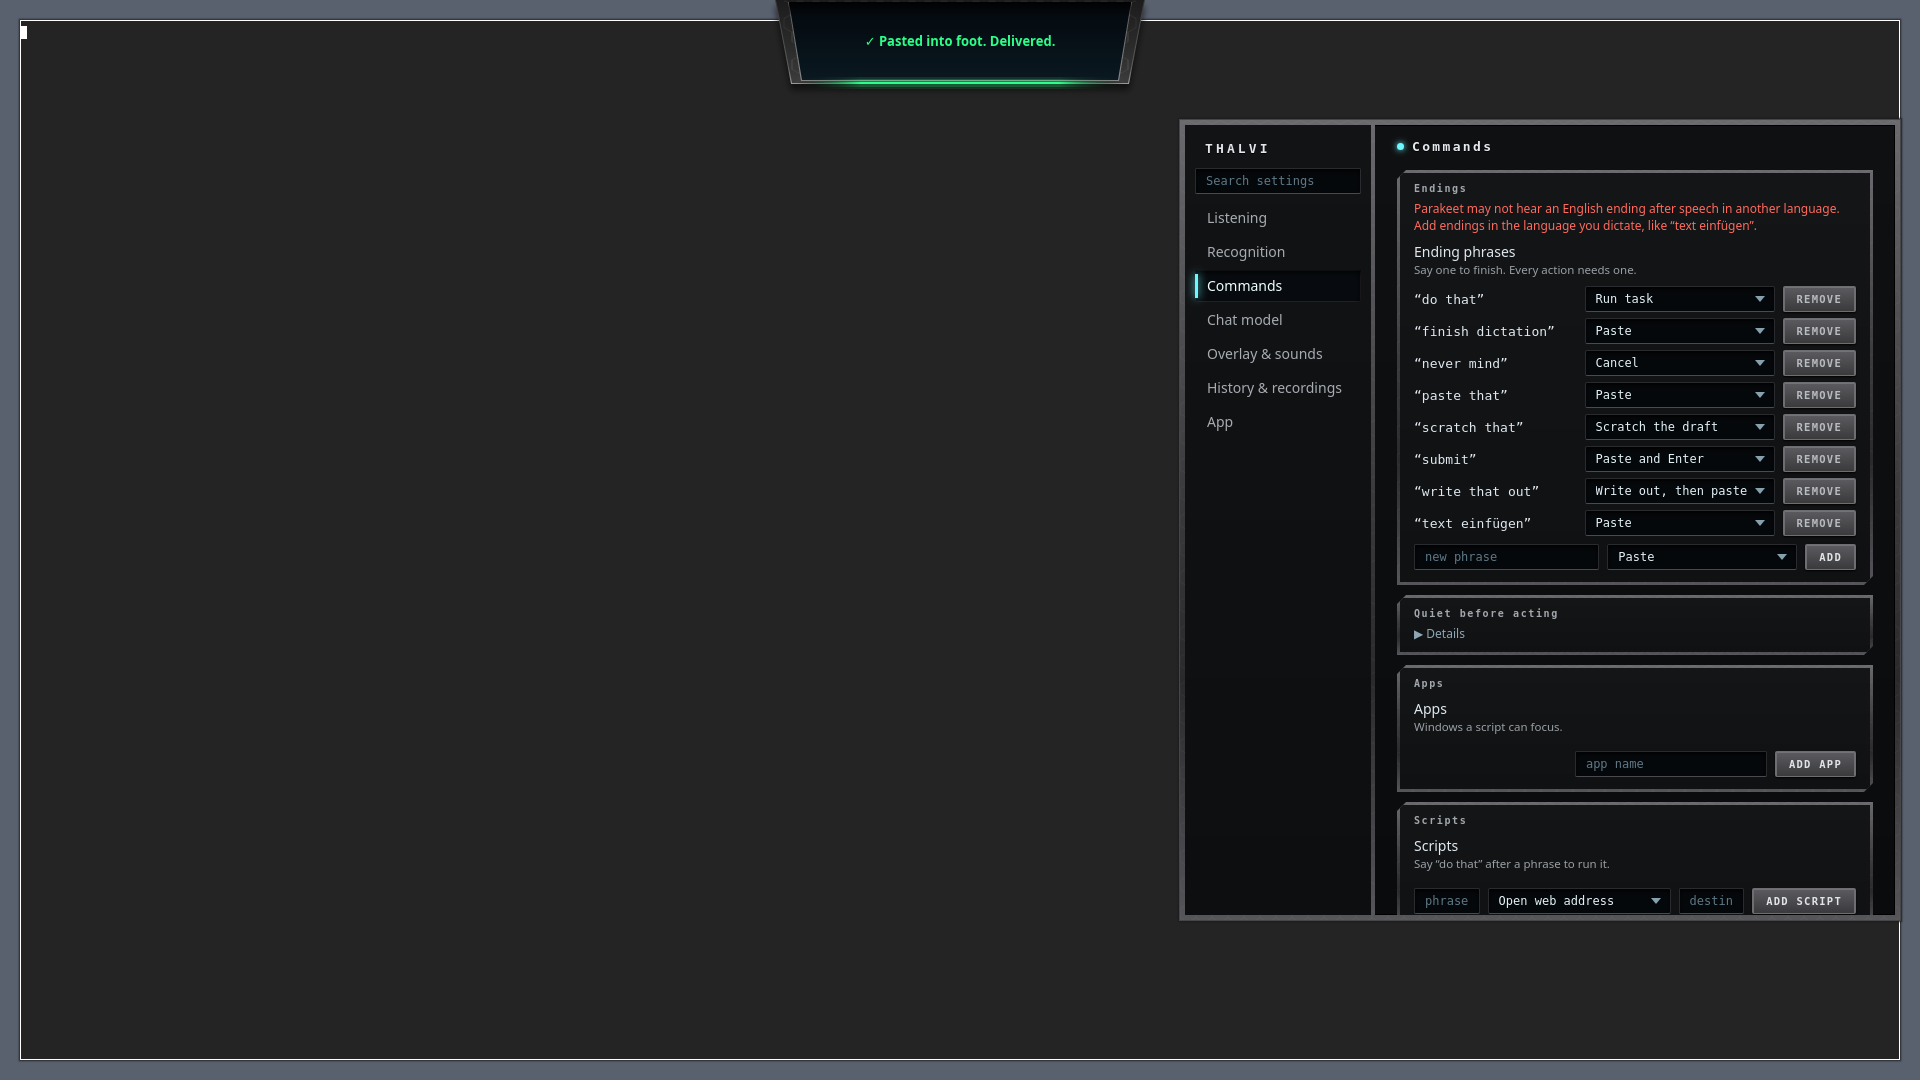 ✓ Pasted into foot. Delivered.
THALVI
Search settings
Listening
Recognition
Commands
Chat model
Overlay & sounds
History & recordings
App
Commands
Endings
Parakeet may not hear an English ending after speech in another language.
Add endings in the language you dictate, like “text einfügen”.
Ending phrases
Say one to finish. Every action needs one.
“do that” Run task REMOVE
“finish dictation” Paste REMOVE
“never mind” Cancel REMOVE
“paste that” Paste REMOVE
“scratch that” Scratch the draft REMOVE
“submit” Paste and Enter REMOVE
“write that out” Write out, then paste REMOVE
“text einfügen” Paste REMOVE
new phrase Paste ADD
Quiet before acting
▶ Details
Apps
Apps
Windows a script can focus.
app name ADD APP
Scripts
Scripts
Say “do that” after a phrase to run it.
phrase Open web address destin ADD SCRIPT